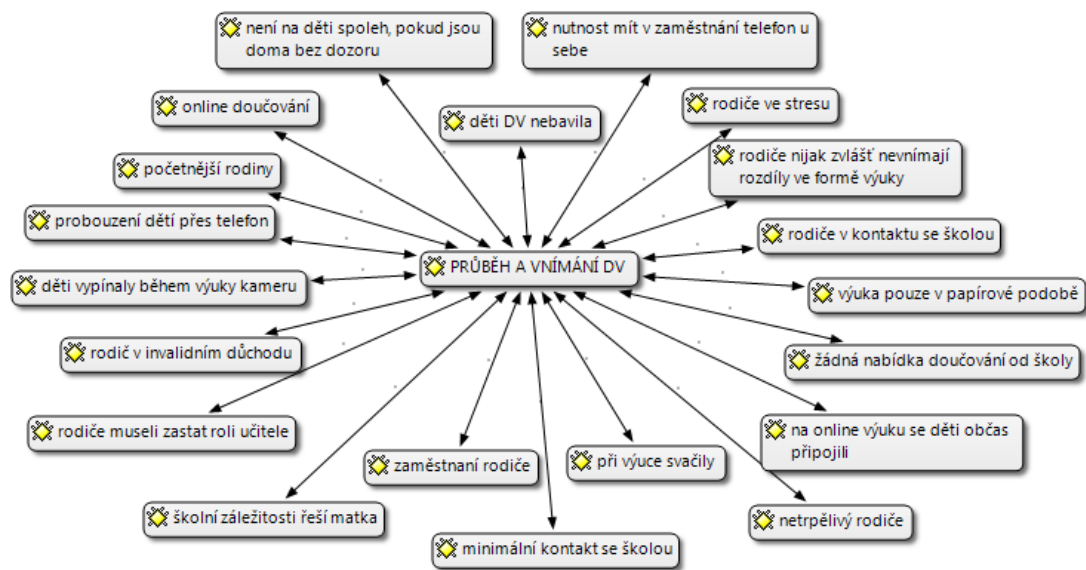 není na děti spoleh, pokud jsou
doma bez dozoru
nutnost mít v zaměstnání telefon u
sebe
online doučování
děti DV nebavila
rodiče ve stresu
rodiče nijak zvlášť nevnímají
rozdíly ve formě výuky
početnější rodiny
probouzení dětí přes telefon
rodiče v kontaktu se školou
PRŮBĚH A VNÍMÁNÍ DV
děti vypínaly během výuky kameru
výuka pouze v papírové podobě
rodič v invalidním důchodu
žádná nabídka doučování od školy
rodiče museli zastat roli učitele
na online výuku se děti občas
připojili
zaměstnaní rodiče
při výuce svačily
školní záležitosti řeší matka
netrpělivý rodiče
minimální kontakt se školou